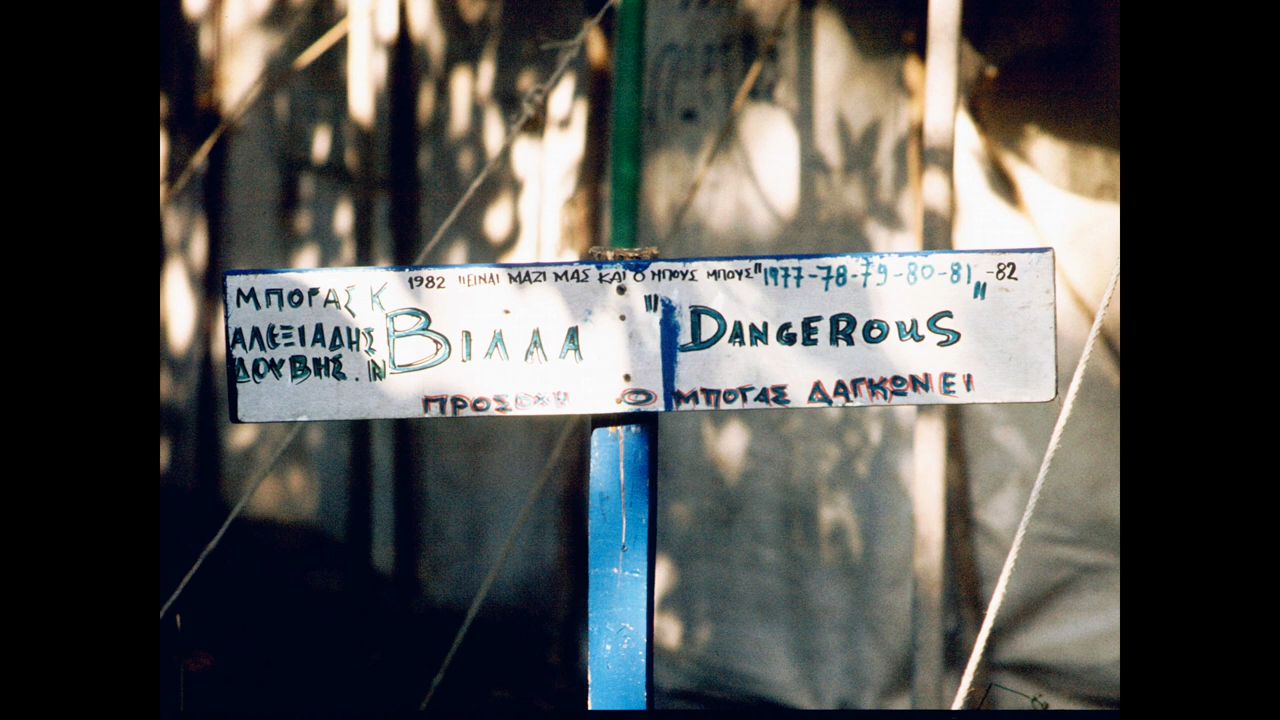 1982 "ΕΙΝΑΙ ΜΑΖΙ ΜΑΣ ΚΑΙ Ο ΜΠΟΥΣ ΜΠΟΥΣ" "1977-78-79-80-81" -82
ΜΠΟΓΑΣ Κ
ΑΛΕΞΙΑΔΗΣ
ΔΟΥΒΗΣ. Ν
ΒΙΛΛΑ "DANGEROUS
ΠΡΟΣΟΧΗ Ο ΜΠΟΓΑΣ ΔΑΓΚΩΝΕΙ